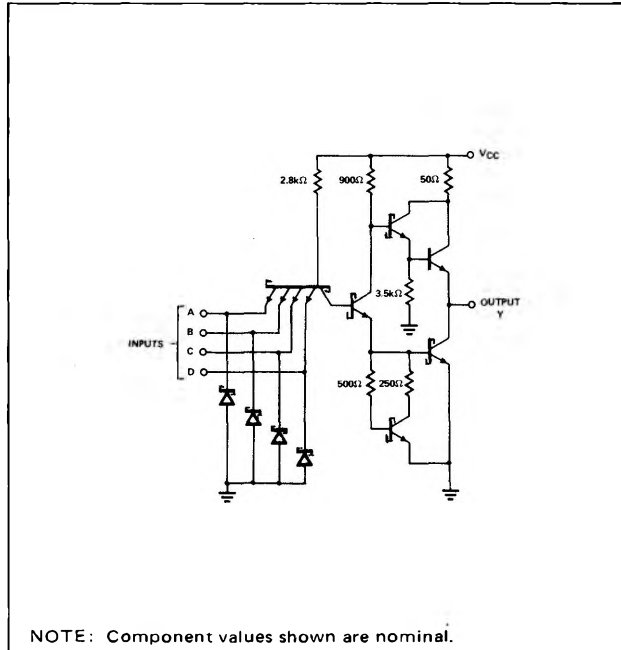 VCC
2.8kΩ 900Ω 50Ω
3.5kΩ
A
B
INPUTS
C
D
OUTPUT
Y
500Ω 250Ω
NOTE: Component values shown are nominal.